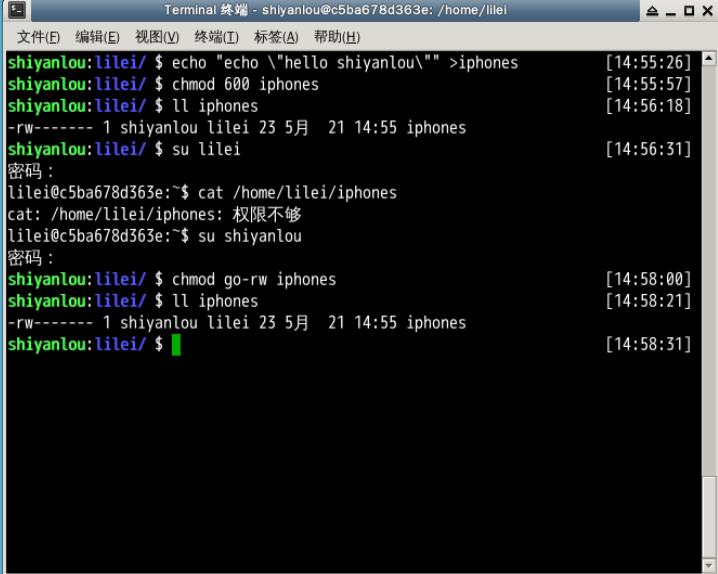 Terminal 终端 - shiyanlou@c5ba678d363e: /home/lilei
文件(F) 编辑(E) 视图(V) 终端(T) 标签(A) 帮助(H)
shiyanlou:lilei/ $ echo "echo \"hello shiyanlou\"" >iphones [14:55:26]
shiyanlou:lilei/ $ chmod 600 iphones [14:55:57]
shiyanlou:lilei/ $ ll iphones [14:56:18]
-rw------- 1 shiyanlou lilei 23 5月  21 14:55 iphones
shiyanlou:lilei/ $ su lilei [14:56:31]
密码：
lilei@c5ba678d363e:~$ cat /home/lilei/iphones
cat: /home/lilei/iphones: 权限不够
lilei@c5ba678d363e:~$ su shiyanlou
密码：
shiyanlou:lilei/ $ chmod go-rw iphones [14:58:00]
shiyanlou:lilei/ $ ll iphones [14:58:21]
-rw------- 1 shiyanlou lilei 23 5月  21 14:55 iphones
shiyanlou:lilei/ $ [14:58:31]